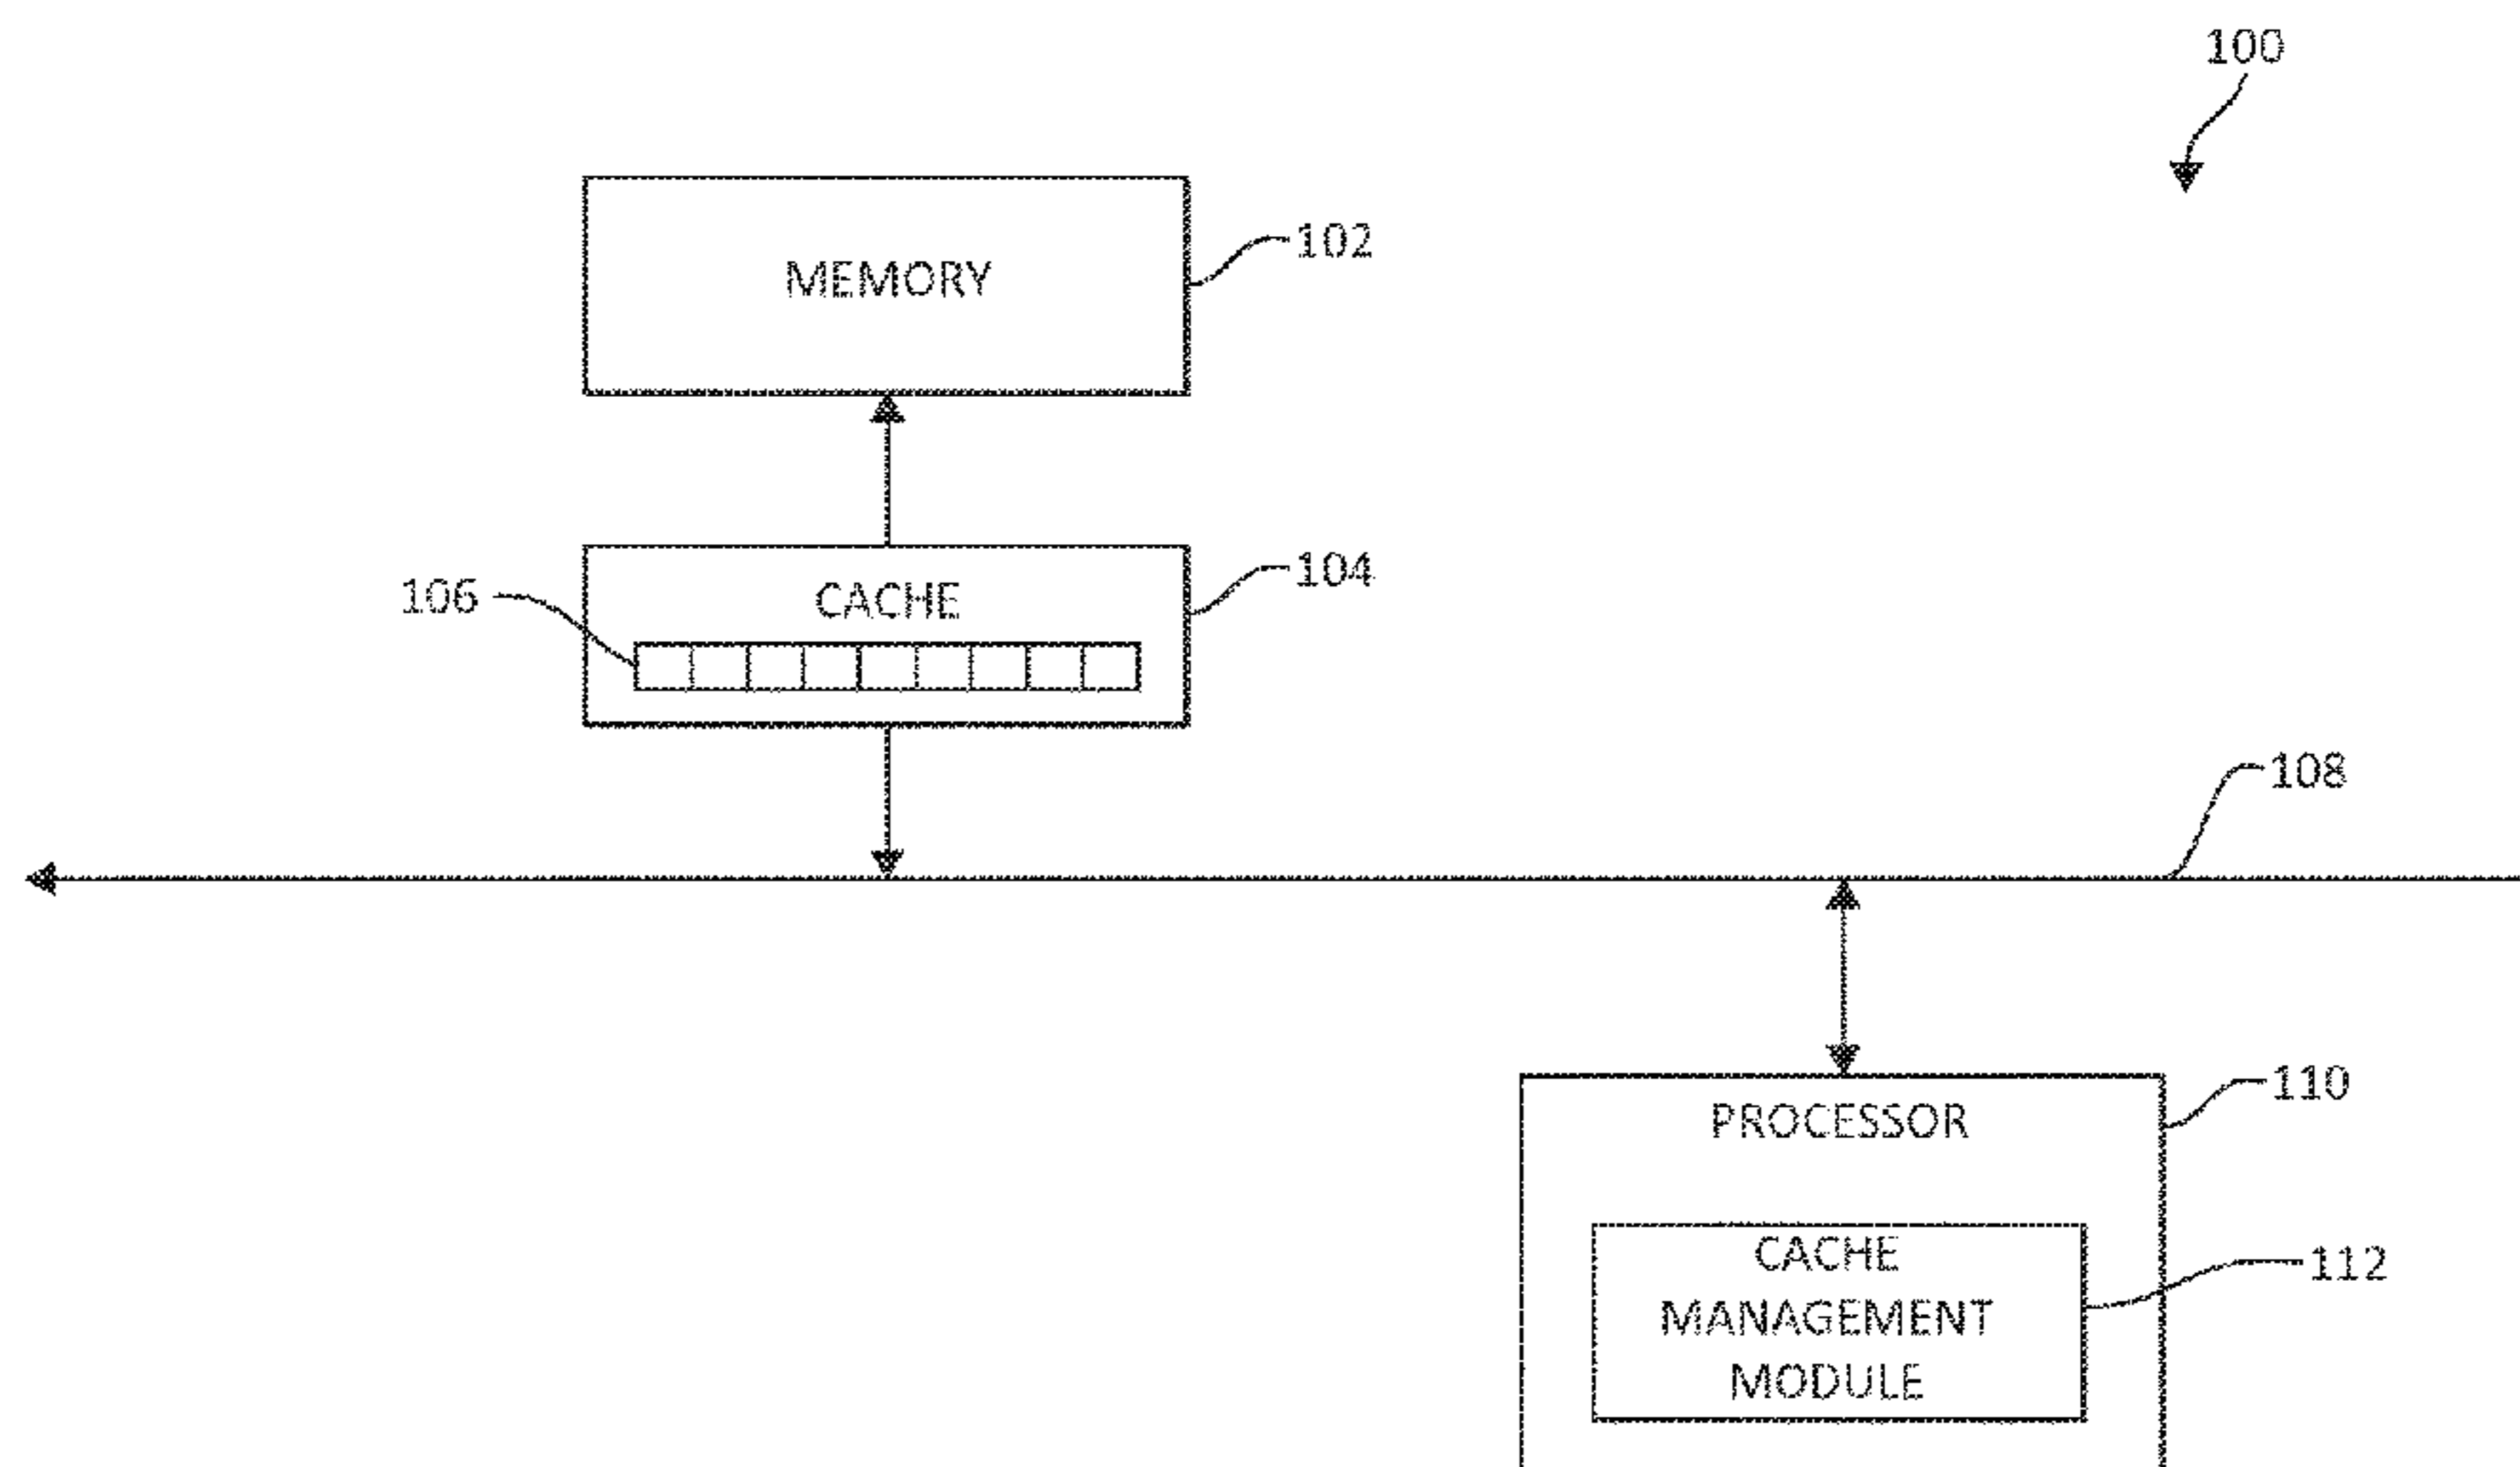 100
MEMORY
102
CACHE
104
106
108
PROCESSOR
110
CACHE
MANAGEMENT
MODULE
112